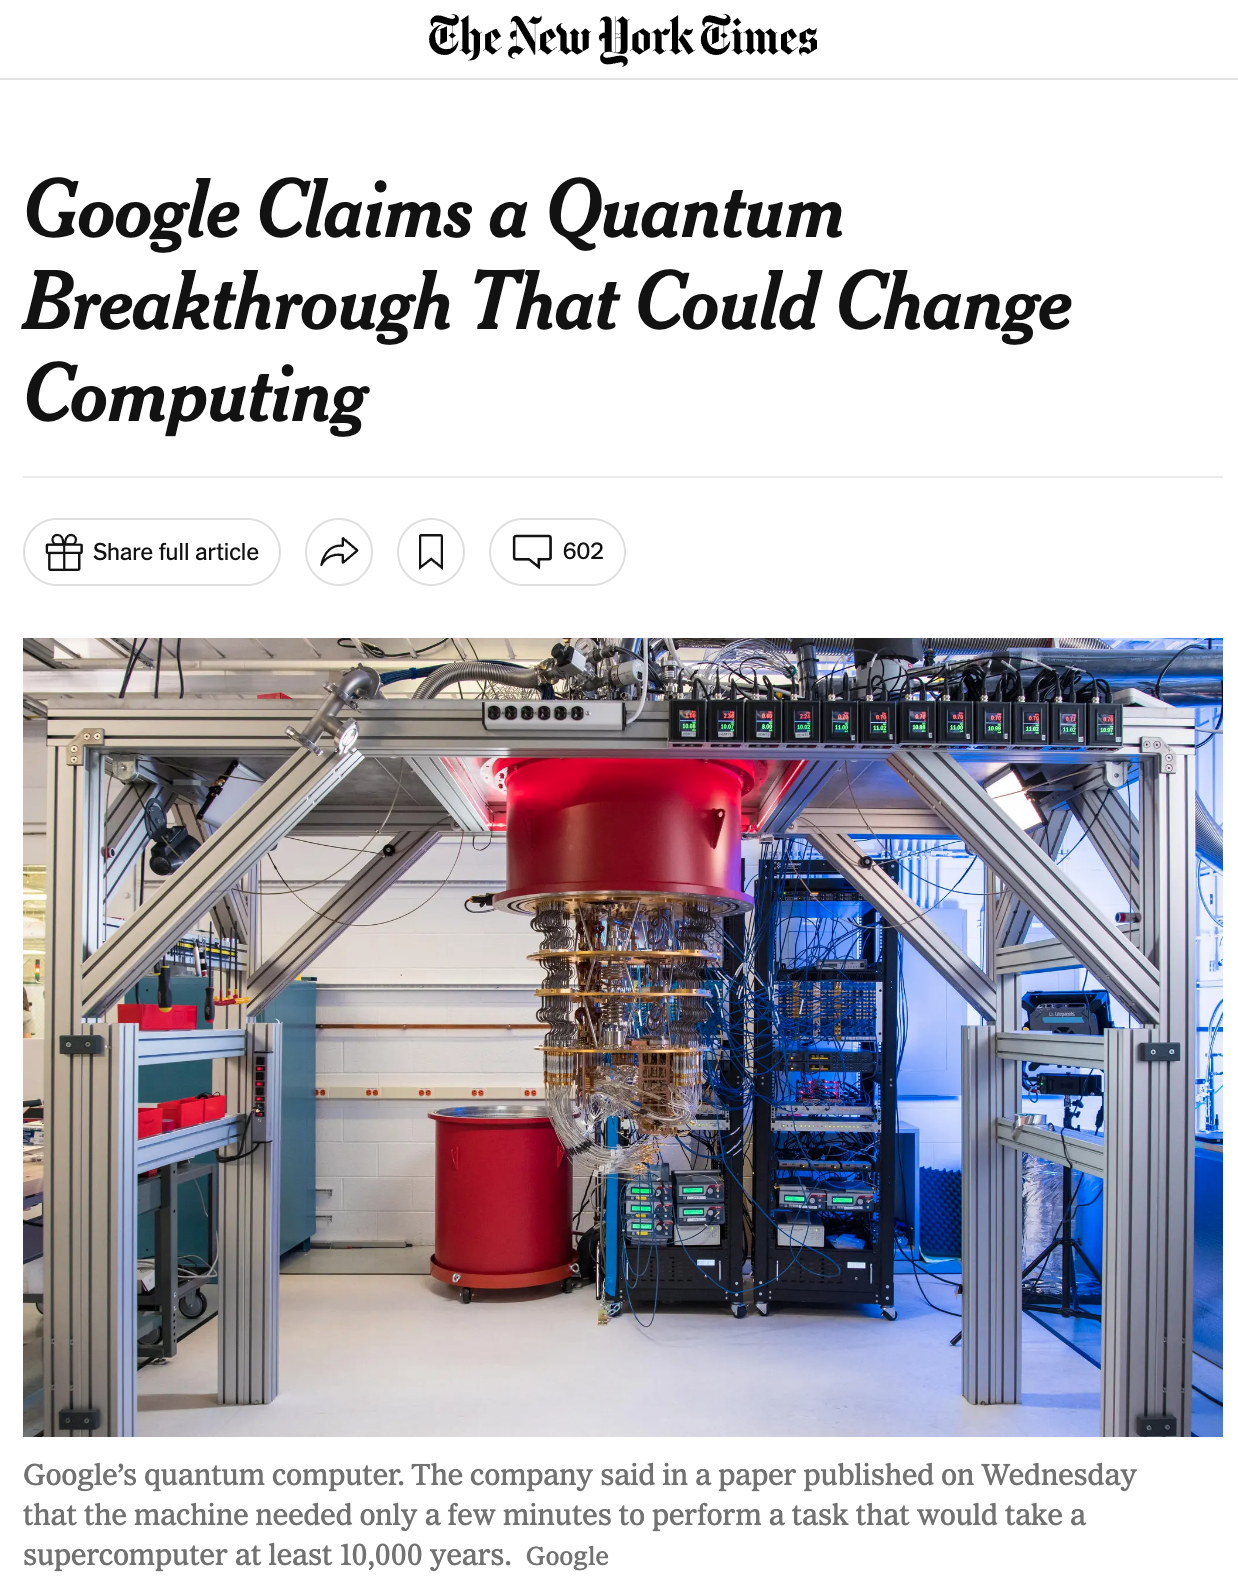 The New York Times
Google Claims a Quantum
Breakthrough That Could Change
Computing
Share full article
602
Google’s quantum computer. The company said in a paper published on Wednesday
that the machine needed only a few minutes to perform a task that would take a
supercomputer at least 10,000 years. Google